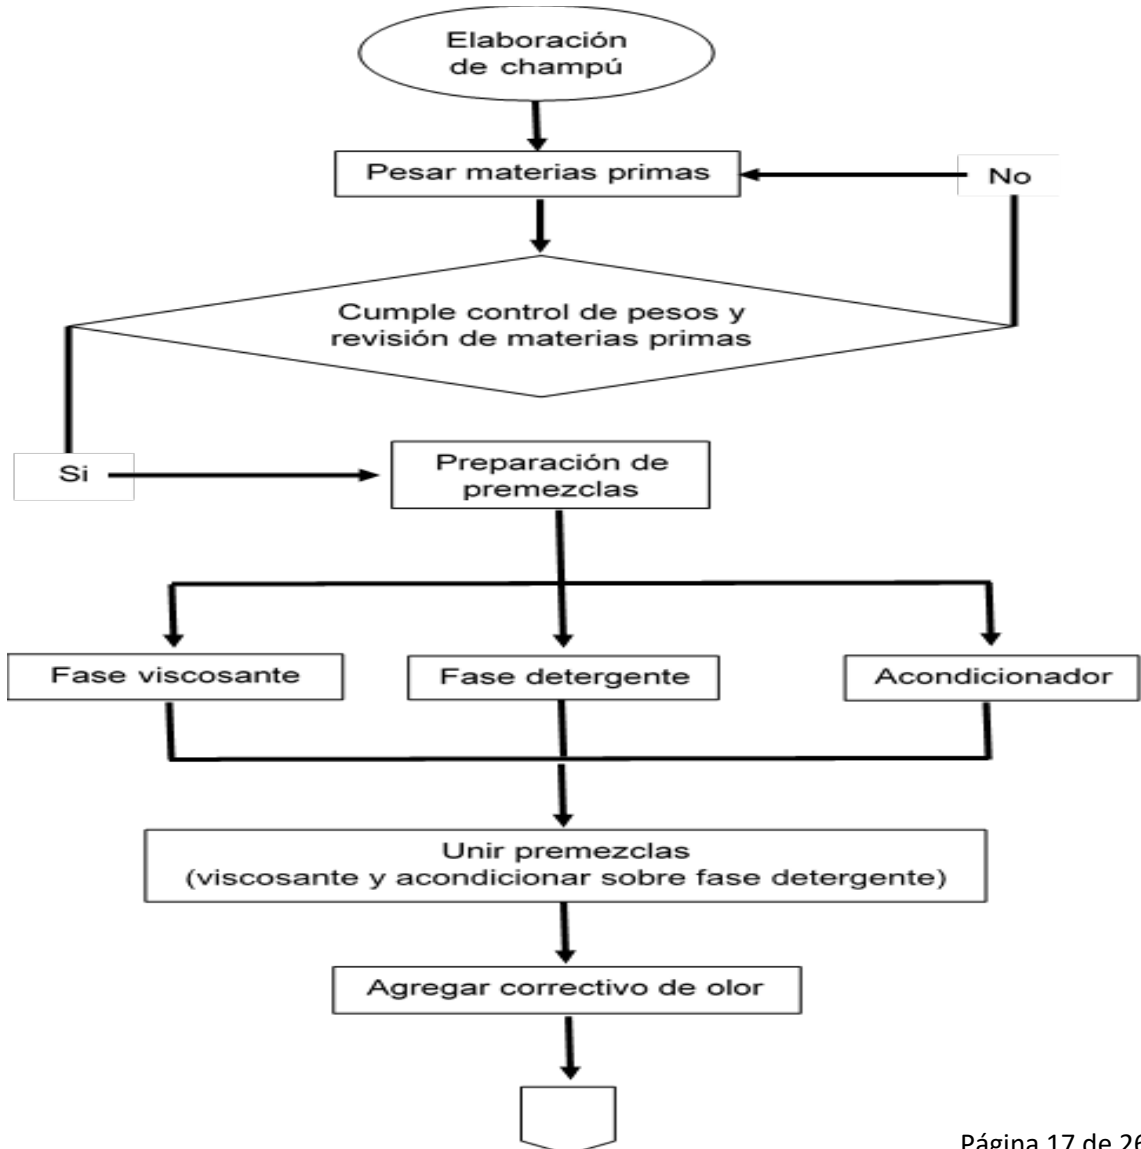 Elaboración
de champú
Pesar materias primas
No
Cumple control de pesos y
revisión de materias primas
Si
Preparación de
premezclas
Fase viscosante
Fase detergente
Acondicionador
Unir premezclas
(viscosante y acondicionar sobre fase detergente)
Agregar correctivo de olor
Página 17 de 26